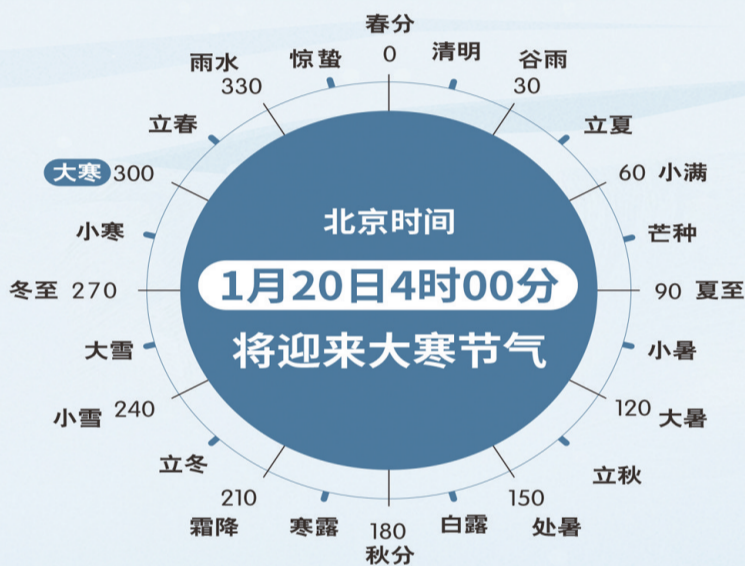 春分
0
惊蛰
清明
雨水
330
谷雨
30
立春
立夏
大寒 300
60 小满
小寒
芒种
冬至 270
90 夏至
大雪
小暑
小雪 240
120 大暑
立冬
立秋
210
霜降
150
处暑
寒露
白露
180
秋分
北京时间
1月20日4时00分
将迎来大寒节气